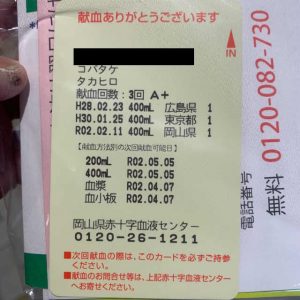 献血ありがとうございます
コバタケ
タカヒロ
献血回数:3回 A+
H28.02.23 400mL 広島県 1
H30.01.25 400mL 東京都 1
R02.02.11 400mL 岡山県 1
【献血方法別の次回献血可能日】
200mL R02.05.05
400mL R02.05.05
血漿 R02.04.07
血小板 R02.04.07
岡山県赤十字血液センター
0120-26-1211
■次回献血の際は、このカードを必ずご持参
ください。
■献血のお問合せ等は、上記赤十字血液センター
へお寄せください。
IN
電話番号
無料 0120-082-730